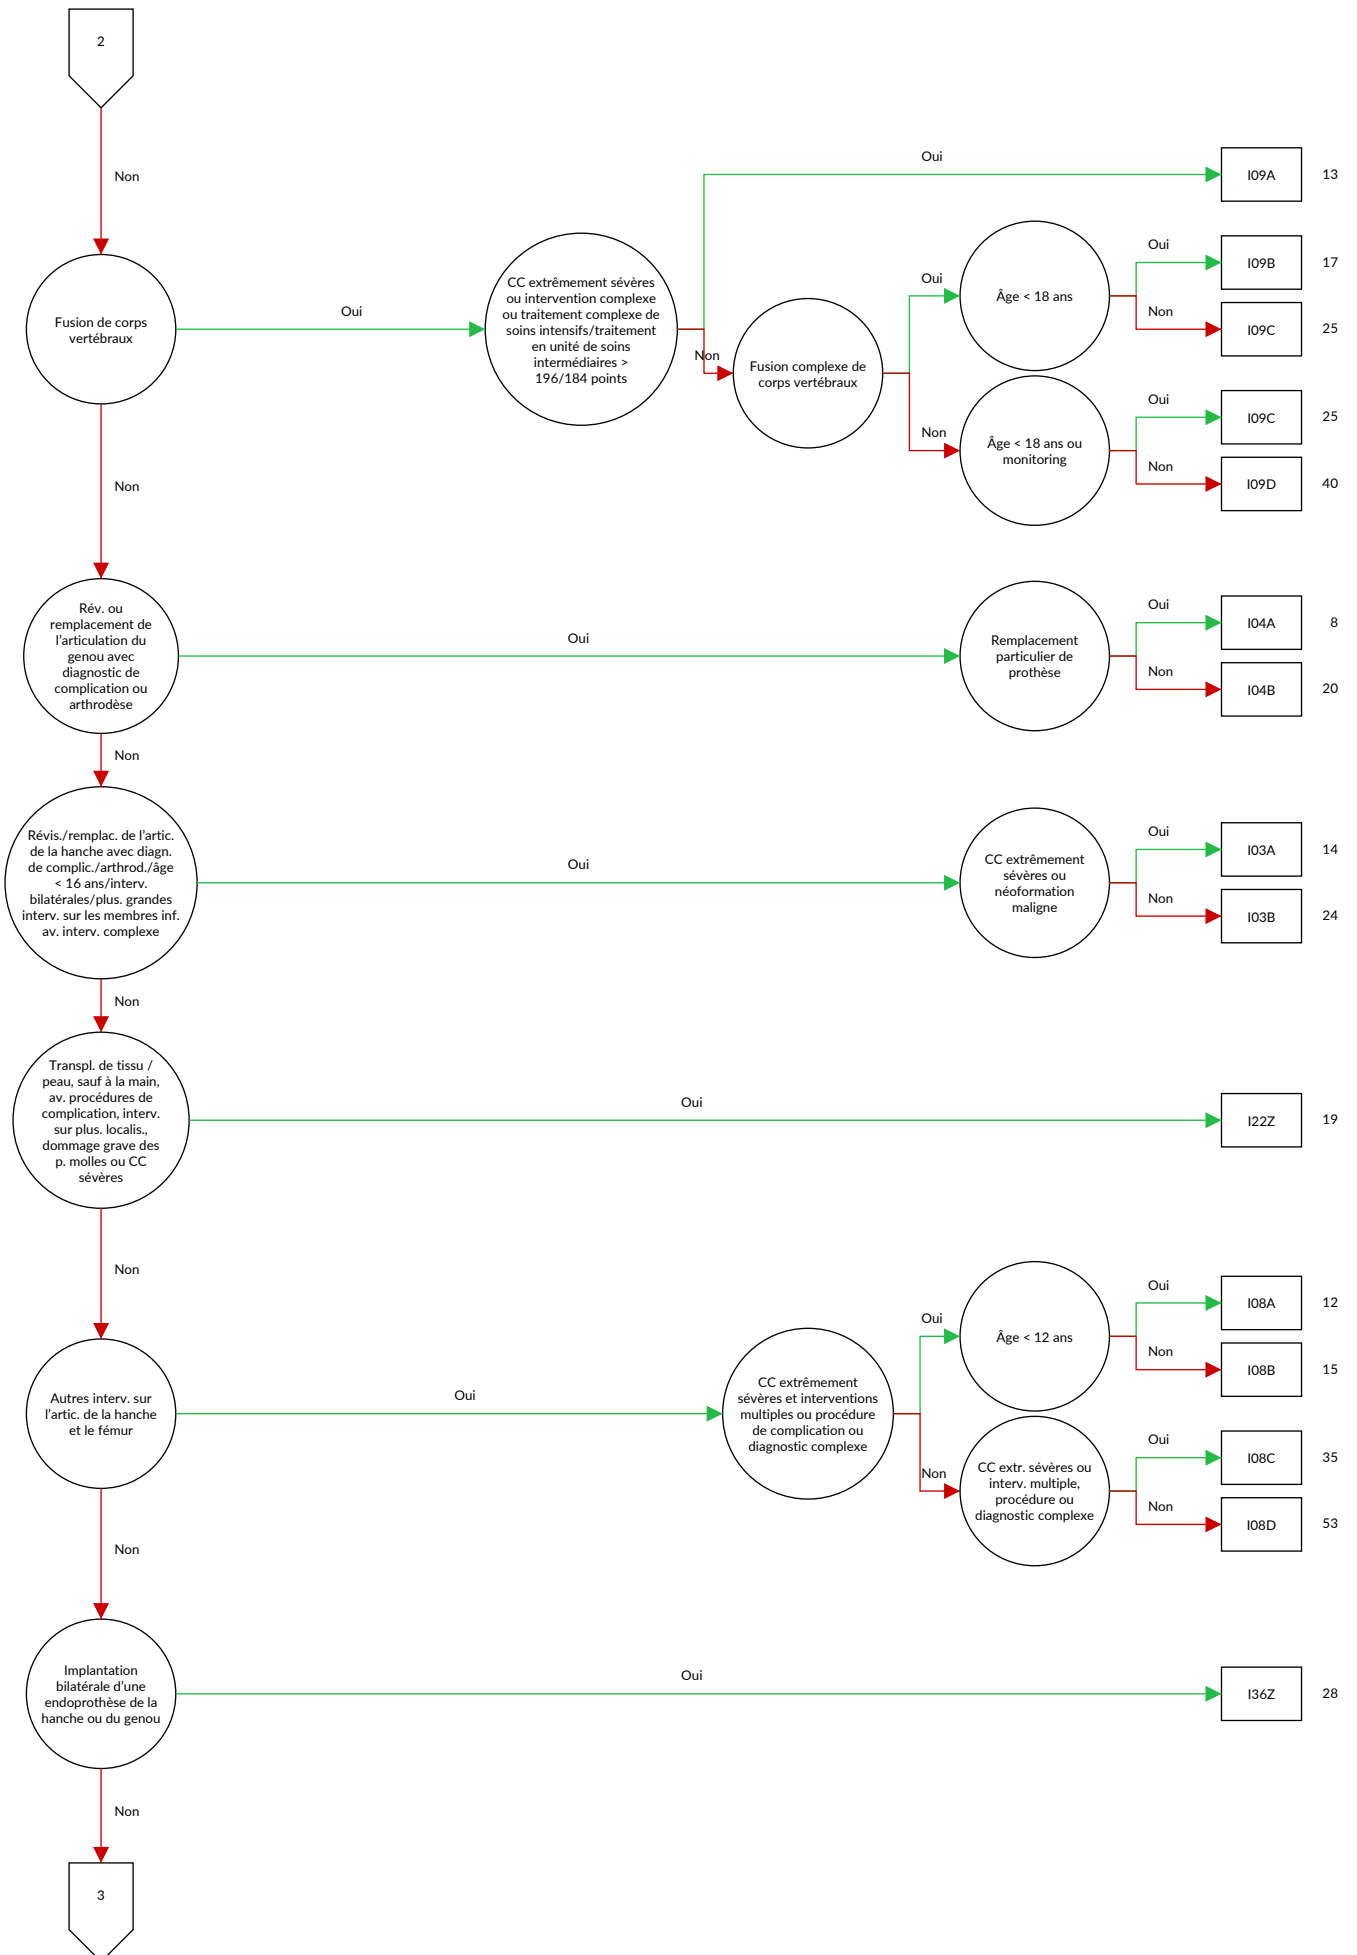 2
Non
Oui
I09A
13
Fusion de corps
vertébraux
Oui
CC extrêmement sévères
ou intervention complexe
ou traitement complexe de
soins intensifs/traitement
en unité de soins
intermédiaires >
196/184 points
Non
Fusion complexe de
corps vertébraux
Oui
Âge < 18 ans
Oui
I09B
17
Non
I09C
25
Non
Âge < 18 ans ou
monitoring
Oui
I09C
25
Non
I09D
40
Non
Rév. ou
remplacement de
l'articulation du
genou avec
diagnostic de
complication ou
arthrodèse
Oui
Remplacement
particulier de
prothèse
Oui
I04A
8
Non
I04B
20
Non
Révis./remplac. de l'artic.
de la hanche avec diagn.
de complic./arthrod./âge
< 16 ans/interv.
bilatérales/plus. grandes
interv. sur les membres inf.
av. interv. complexe
Oui
CC extrêmement
sévères ou
néoformation
maligne
Oui
I03A
14
Non
I03B
24
Non
Transpl. de tissu /
peau, sauf à la main,
av. procédures de
complication, interv.
sur plus. localis.,
dommage grave des
p. molles ou CC
sévères
Oui
I22Z
19
Non
Autres interv. sur
l'artic. de la hanche
et le fémur
Oui
CC extrêmement
sévères et interventions
multiples ou procédure
de complication ou
diagnostic complexe
Oui
Âge < 12 ans
Oui
I08A
12
Non
I08B
15
Non
CC extr. sévères ou
interv. multiple,
procédure ou
diagnostic complexe
Oui
I08C
35
Non
I08D
53
Non
Implantation
bilatérale d'une
endoprothèse de la
hanche ou du genou
Oui
I36Z
28
Non
3